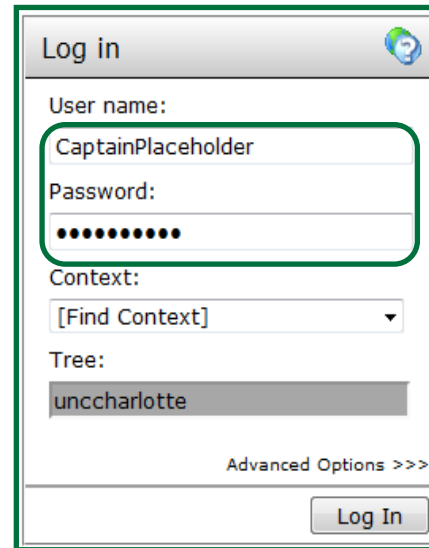 Log in
User name:
CaptainPlaceholder
Password:
••••••••••
Context:
[Find Context]
Tree:
unccharlotte
Advanced Options >>>
Log In